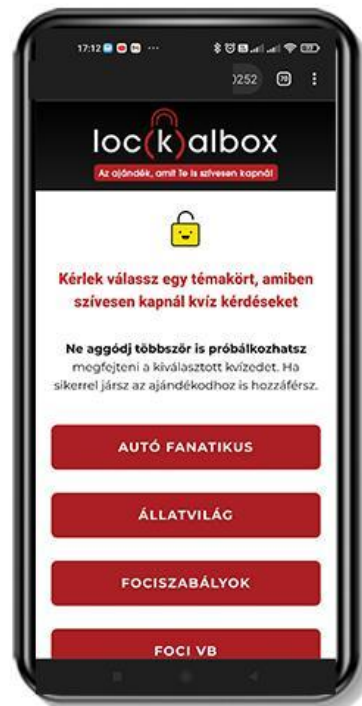 17:12
0252
70
loc(k)albox
Az ajándék, amit Te is szívesen kapnál
Kérlek válassz egy témakört, amiben
szívesen kapnál kvíz kérdéseket
Ne aggódj többször is próbálkozhatsz
megfejteni a kiválasztott kvízedet. Ha
sikerrel jársz az ajándékodhoz is hozzáférsz.
AUTÓ FANATIKUS
ÁLLATVILÁG
FOCISZABÁLYOK
FOCI VB